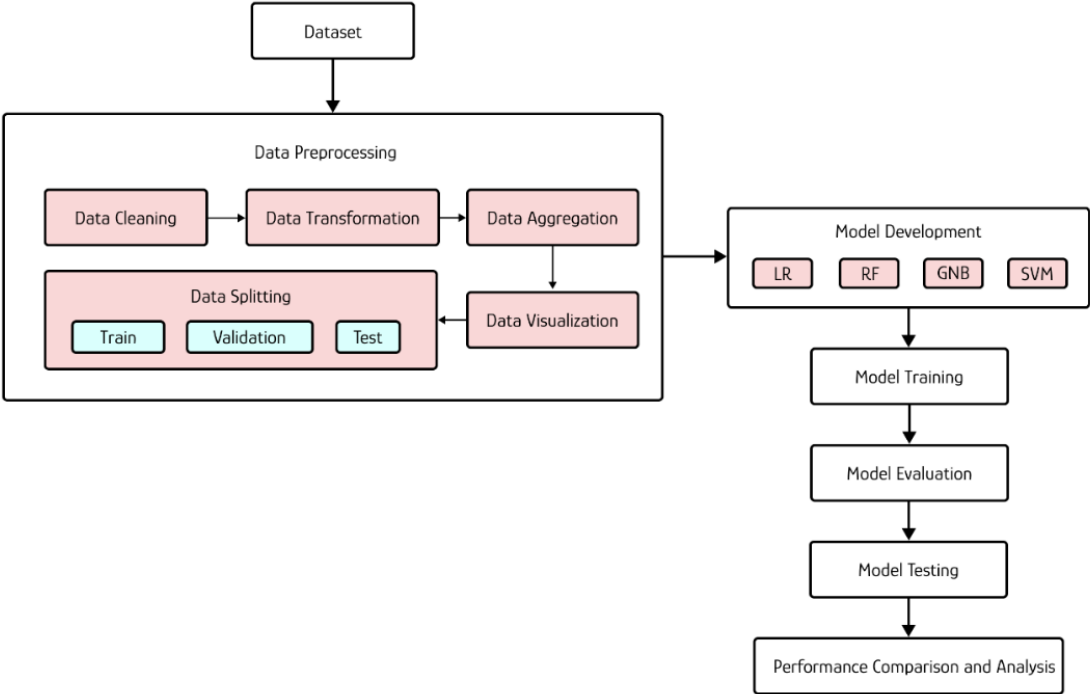 Dataset
Data Preprocessing
Data Cleaning
Data Transformation
Data Aggregation
Data Visualization
Data Splitting
Train
Validation
Test
Model Development
LR
RF
GNB
SVM
Model Training
Model Evaluation
Model Testing
Performance Comparison and Analysis